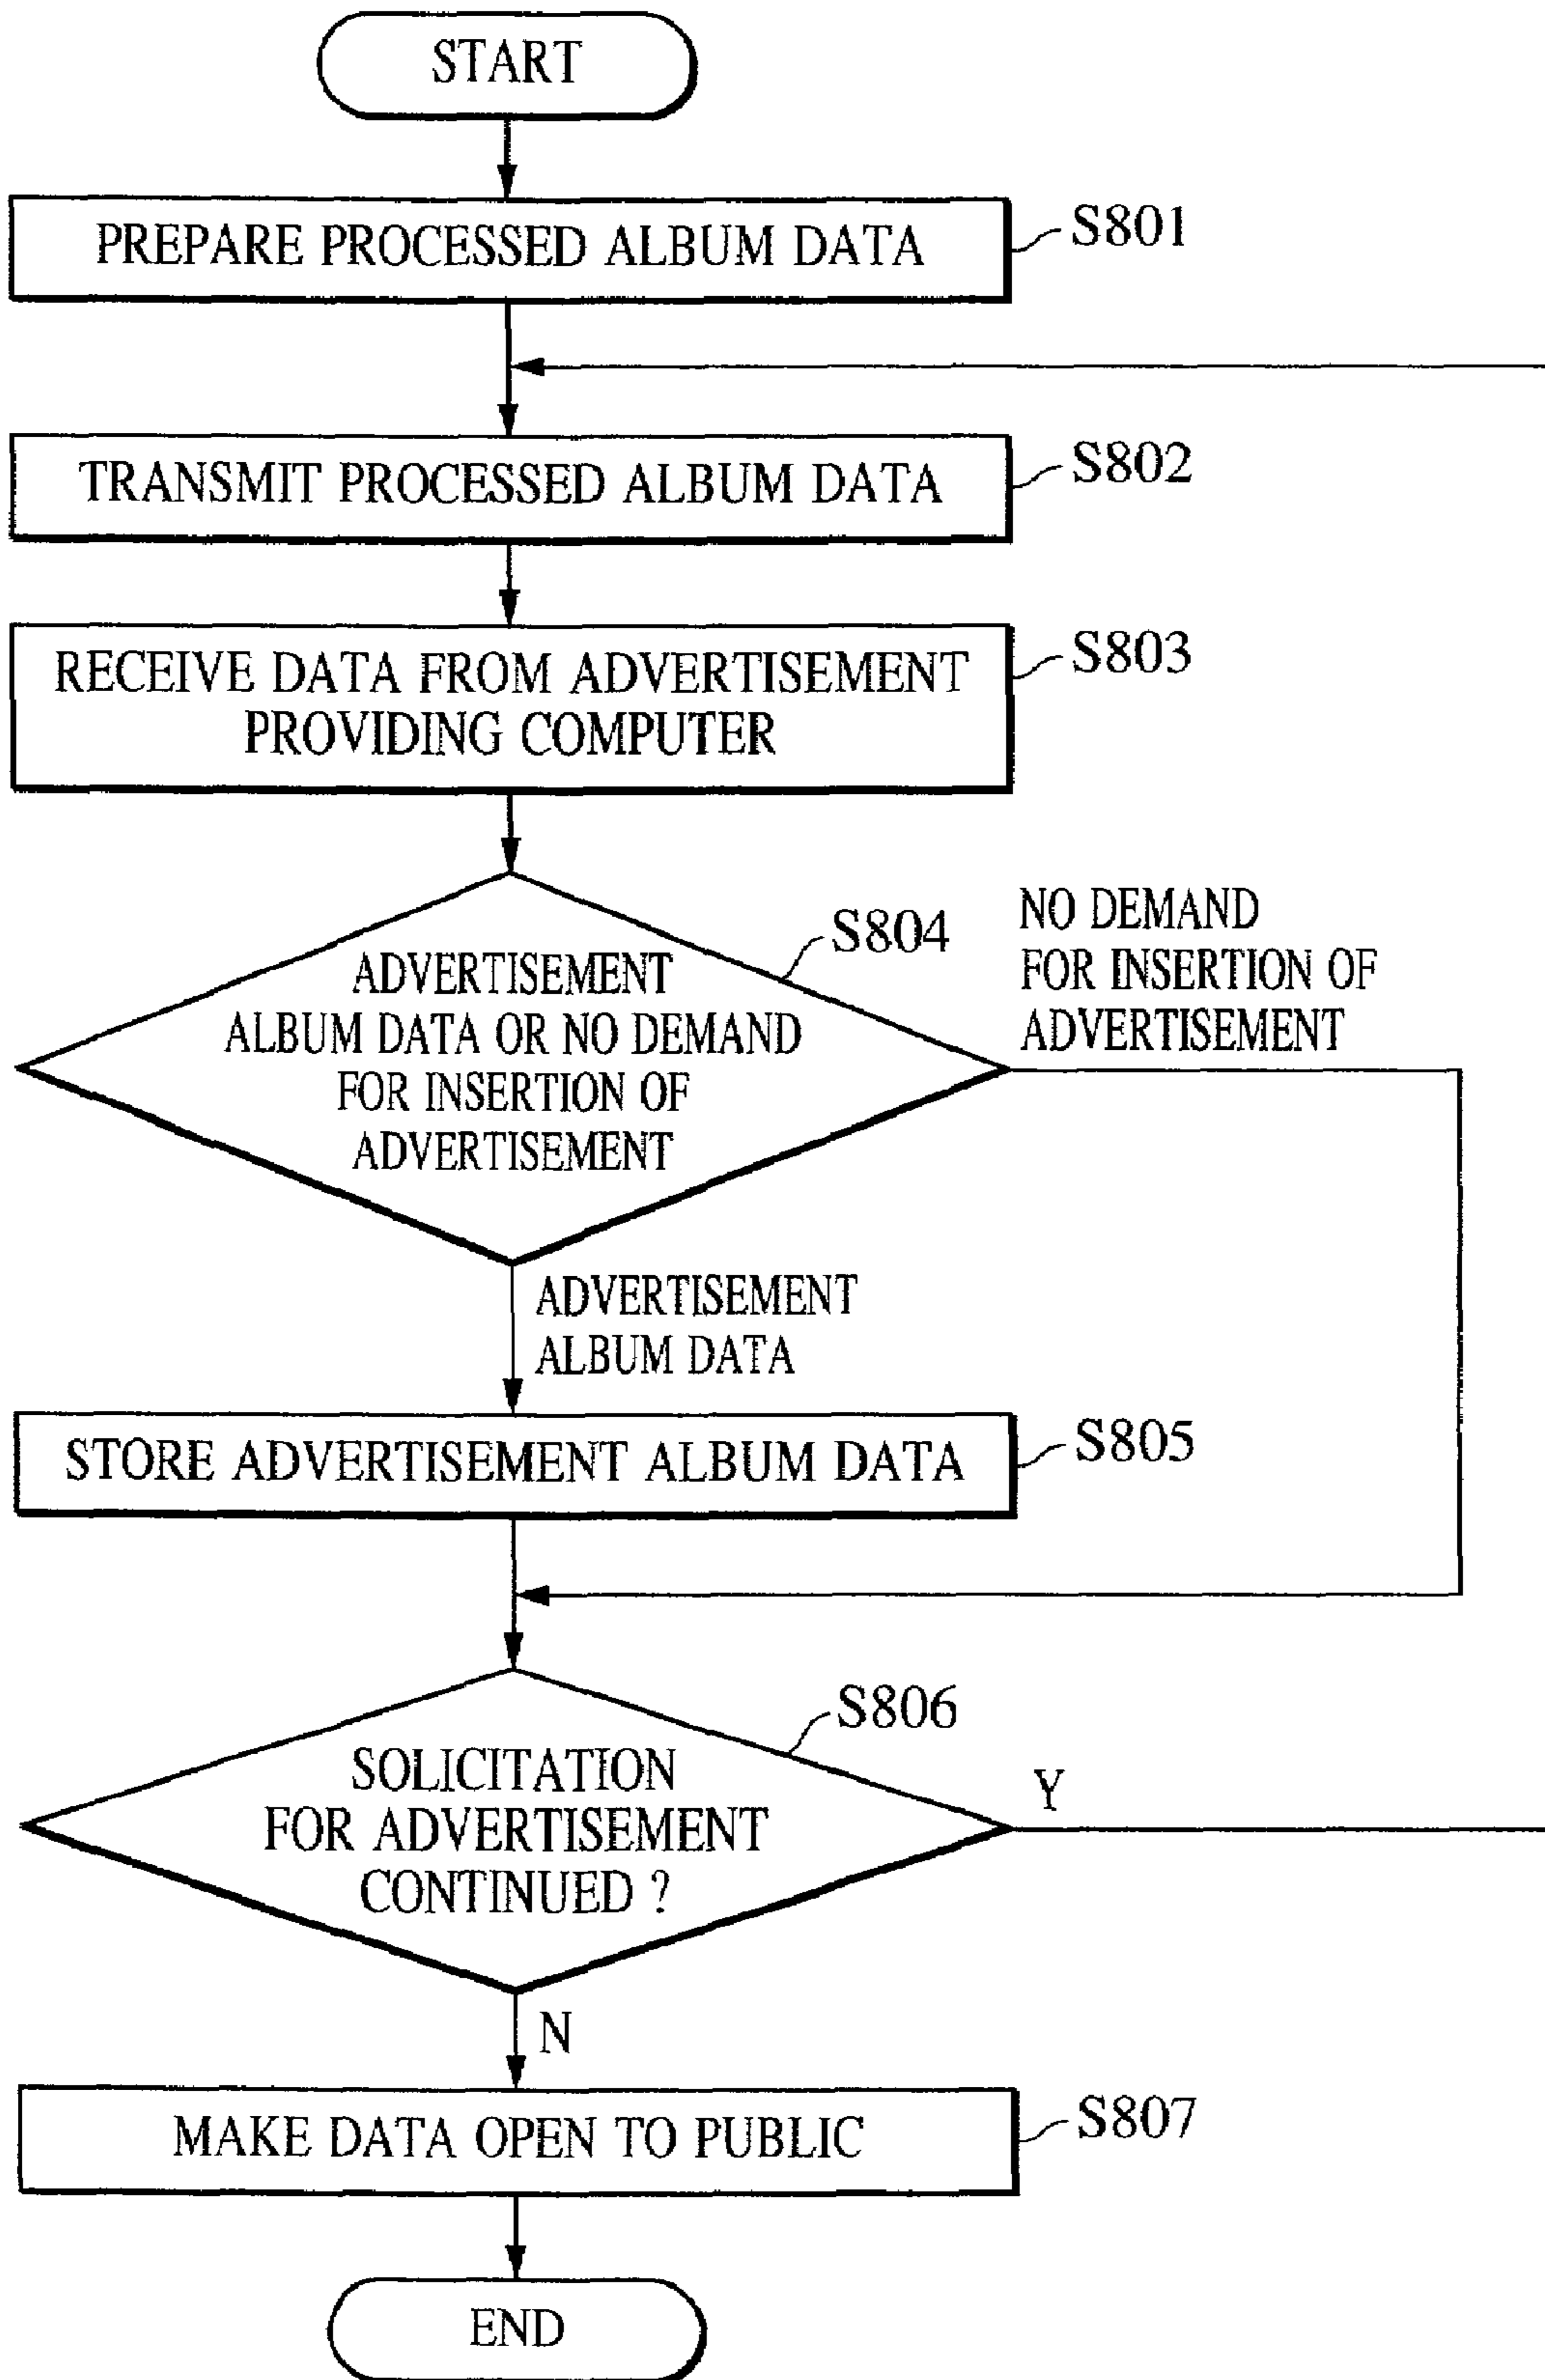 START
PREPARE PROCESSED ALBUM DATA
S801
TRANSMIT PROCESSED ALBUM DATA
S802
RECEIVE DATA FROM ADVERTISEMENT
PROVIDING COMPUTER
S803
ADVERTISEMENT
ALBUM DATA OR NO DEMAND
FOR INSERTION OF
ADVERTISEMENT
S804
NO DEMAND
FOR INSERTION OF
ADVERTISEMENT
ADVERTISEMENT
ALBUM DATA
STORE ADVERTISEMENT ALBUM DATA
S805
SOLICITATION
FOR ADVERTISEMENT
CONTINUED ?
S806
Y
N
MAKE DATA OPEN TO PUBLIC
S807
END